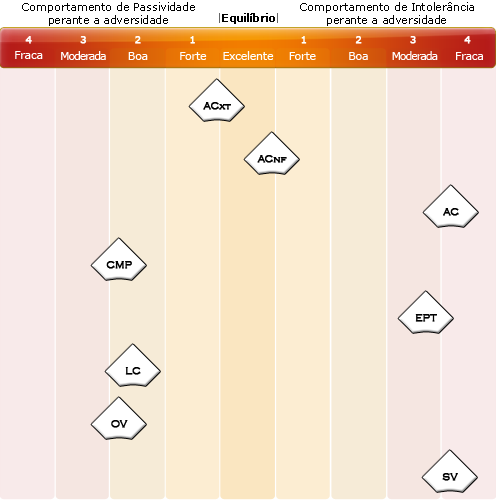 Comportamento de Passividade
perante a adversidade
|Equilíbrio|
Comportamento de Intolerância
perante a adversidade
4 3 2 1 1 2 3 4
Fraca Moderada Boa Forte Excelente Forte Boa Moderada Fraca
ACXT
ACNF
AC
CMP
EPT
LC
OV
SV